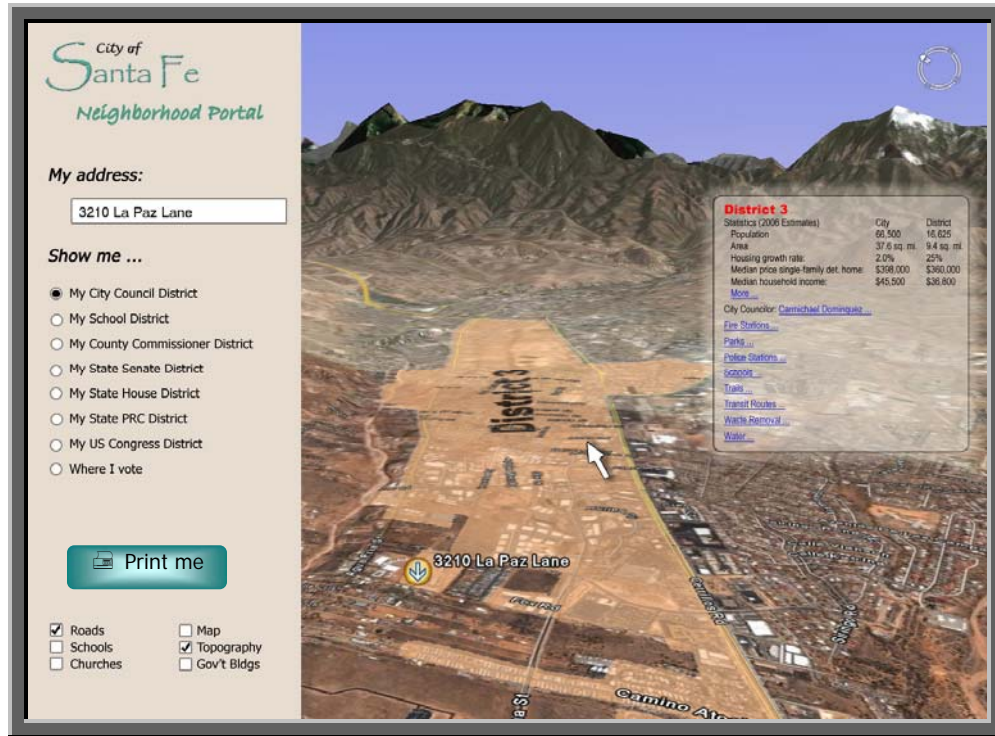 City of
Santa Fe
Neighborhood Portal
My address:
3210 La Paz Lane
Show me ...
My City Council District
My School District
My County Commissioner District
My State Senate District
My State House District
My State PRC District
My US Congress District
Where I vote
Print me
Roads
Schools
Churches
Map
Topography
Gov't Bldgs
District 3
Statistics (2006 Estimates) City District
Population 66,500 16,625
Area 37.6 sq. mi. 9.4 sq. mi.
Housing growth rate: 2.0% 25%
Median price single-family det. home: $398,000 $360,000
Median household income: $45,500 $36,800
More ...
City Councilor: Carmichael Dominguez ...
Fire Stations ...
Parks ...
Police Stations ...
Schools ...
Trails ...
Transit Routes ...
Waste Removal ...
Water ...
District 3
3210 La Paz Lane
Cerrillos Rd
Camino